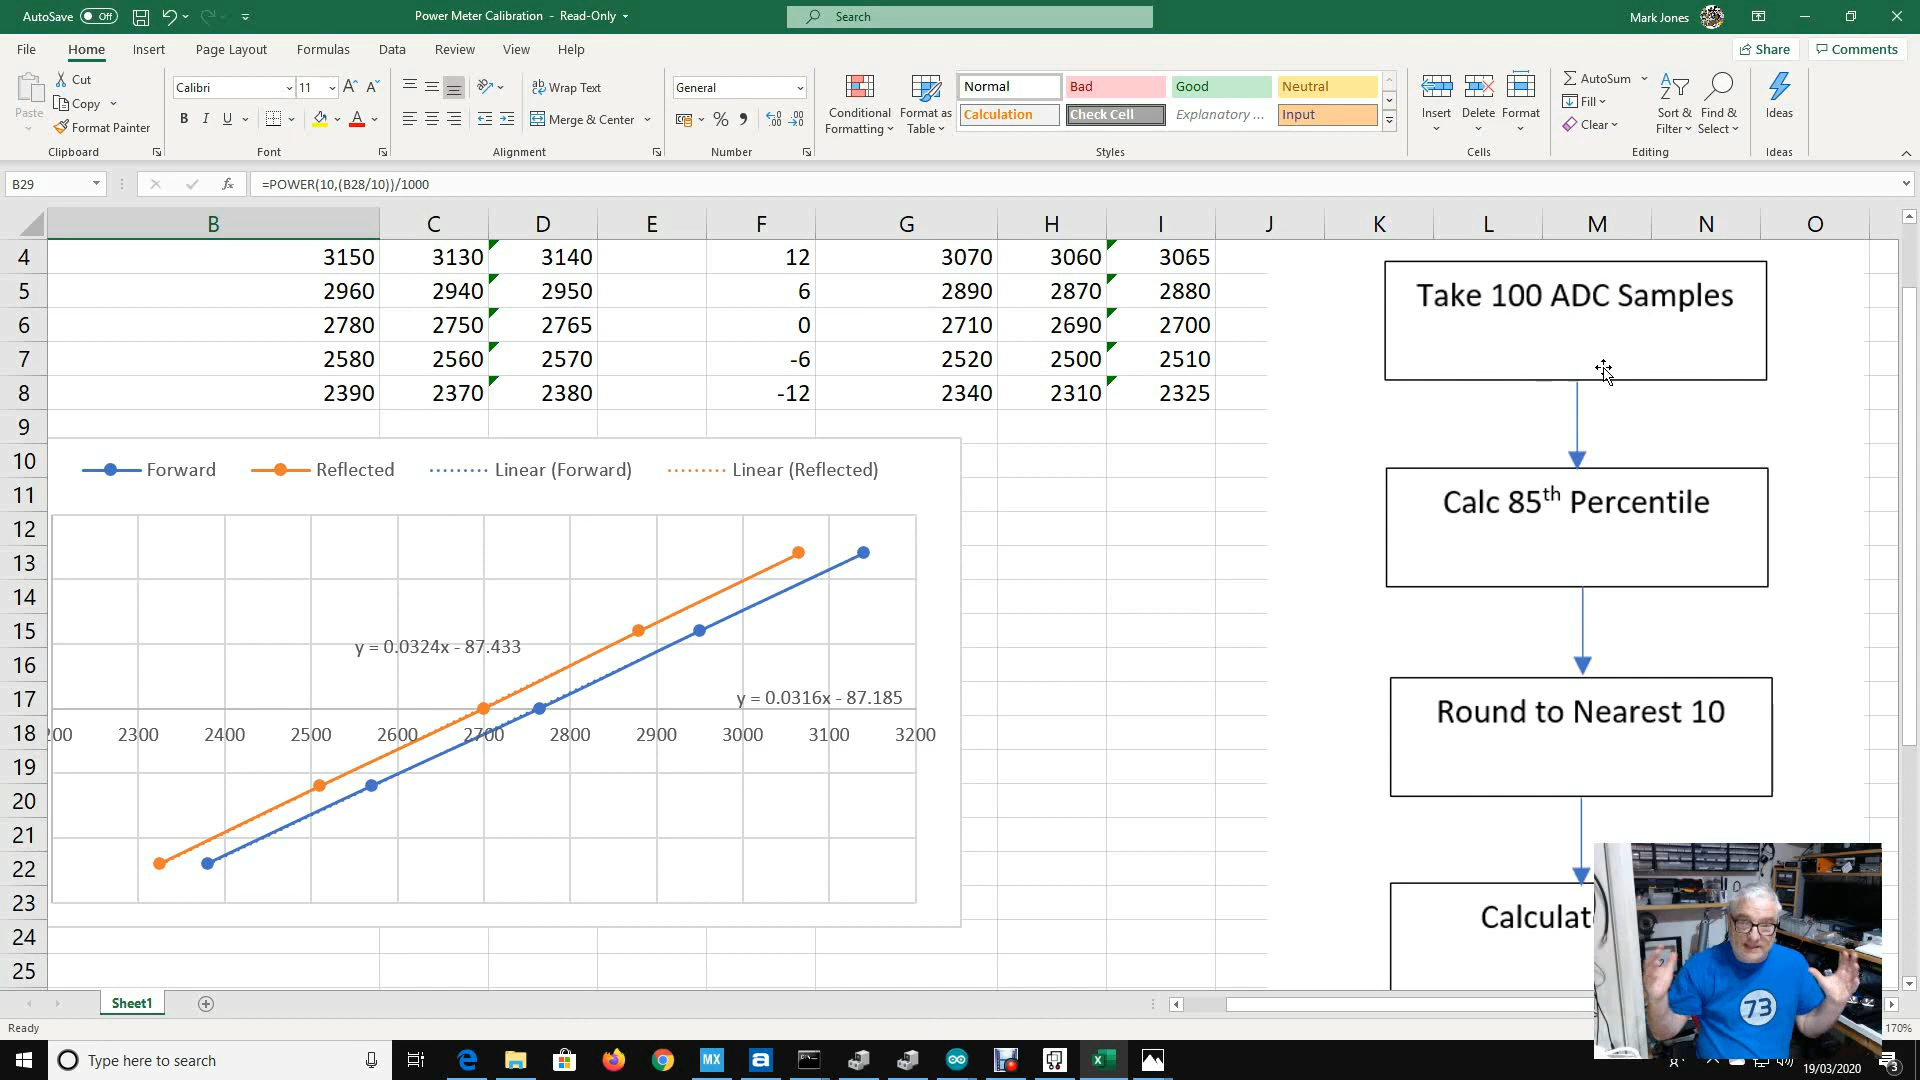 AutoSave Off
Power Meter Calibration - Read-Only
Search
Mark Jones
File Home Insert Page Layout Formulas Data Review View Help
Share Comments
Paste
Cut
Copy
Format Painter
Clipboard
Calibri 11
B I U
Font
Wrap Text
Merge & Center
Alignment
General
Number
Conditional Formatting
Format as Table
Normal Bad Good Neutral
Calculation Check Cell Explanatory ... Input
Styles
Insert Delete Format
Cells
AutoSum
Fill
Clear
Sort & Filter
Find & Select
Editing
Ideas
Ideas
B29
fx
=POWER(10,(B28/10))/1000
B C D E F G H I J K L M N O
4 3150 3130 3140 12 3070 3060 3065
5 2960 2940 2950 6 2890 2870 2880
6 2780 2750 2765 0 2710 2690 2700
7 2580 2560 2570 -6 2520 2500 2510
8 2390 2370 2380 -12 2340 2310 2325
9
10
11
12
13
14
15
16
17
18
19
20
21
22
23
24
25
Forward Reflected Linear (Forward) Linear (Reflected)
y = 0.0324x - 87.433
y = 0.0316x - 87.185
200 2300 2400 2500 2600 2700 2800 2900 3000 3100 3200
Take 100 ADC Samples
Calc 85th Percentile
Round to Nearest 10
Calculat
73
Sheet1
Ready
170%
Type here to search
MX
a
19/03/2020
3